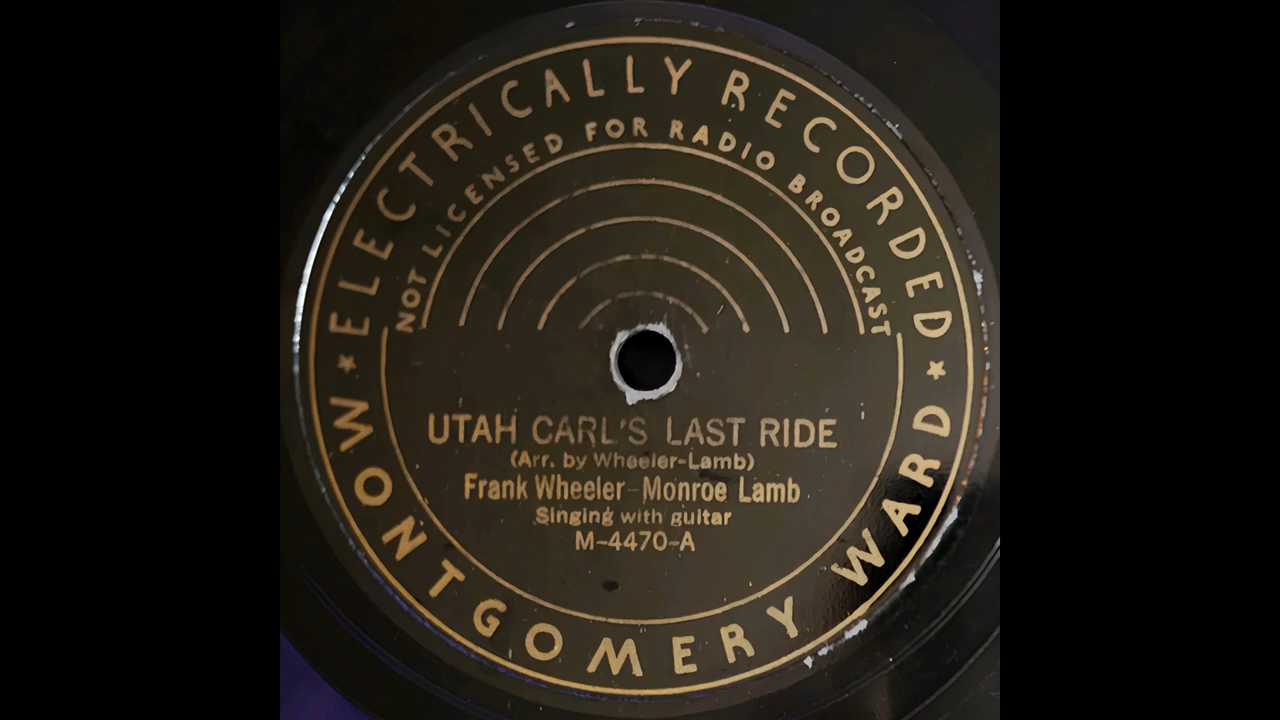 ELECTRICALLY RECORDED
NOT LICENSED FOR RADIO BROADCAST
UTAH CARL'S LAST RIDE
(Arr. by Wheeler-Lamb)
Frank Wheeler-Monroe Lamb
Singing with guitar
M-4470-A
MONTGOMERY WARD